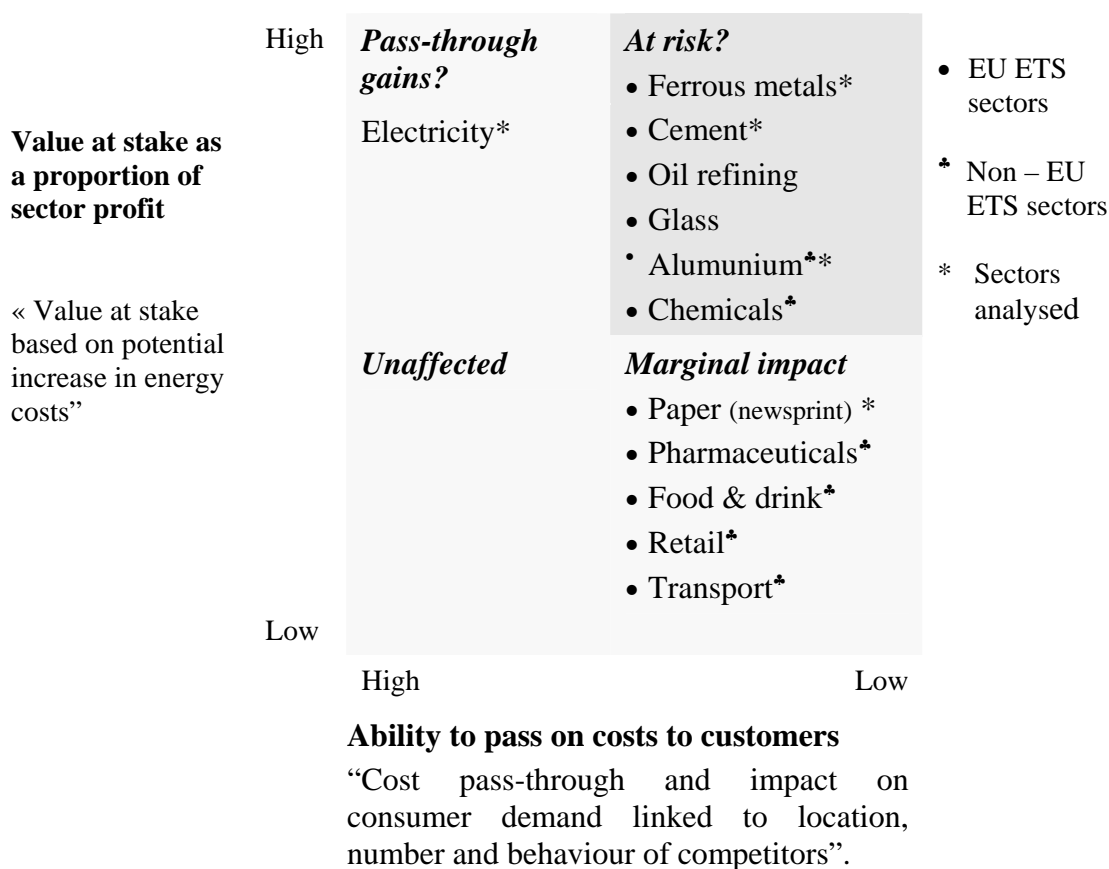 High
Value at stake as
a proportion of
sector profit
« Value at stake
based on potential
increase in energy
costs”
Low
Pass-through
gains?
Electricity*
At risk?
• Ferrous metals*
• Cement*
• Oil refining
• Glass
• Alumunium♣*
• Chemicals♣
Unaffected
Marginal impact
• Paper (newsprint) *
• Pharmaceuticals♣
• Food & drink♣
• Retail♣
• Transport♣
• EU ETS
sectors
♣ Non – EU
ETS sectors
* Sectors
analysed
High
Low
Ability to pass on costs to customers
“Cost pass-through and impact on
consumer demand linked to location,
number and behaviour of competitors”.